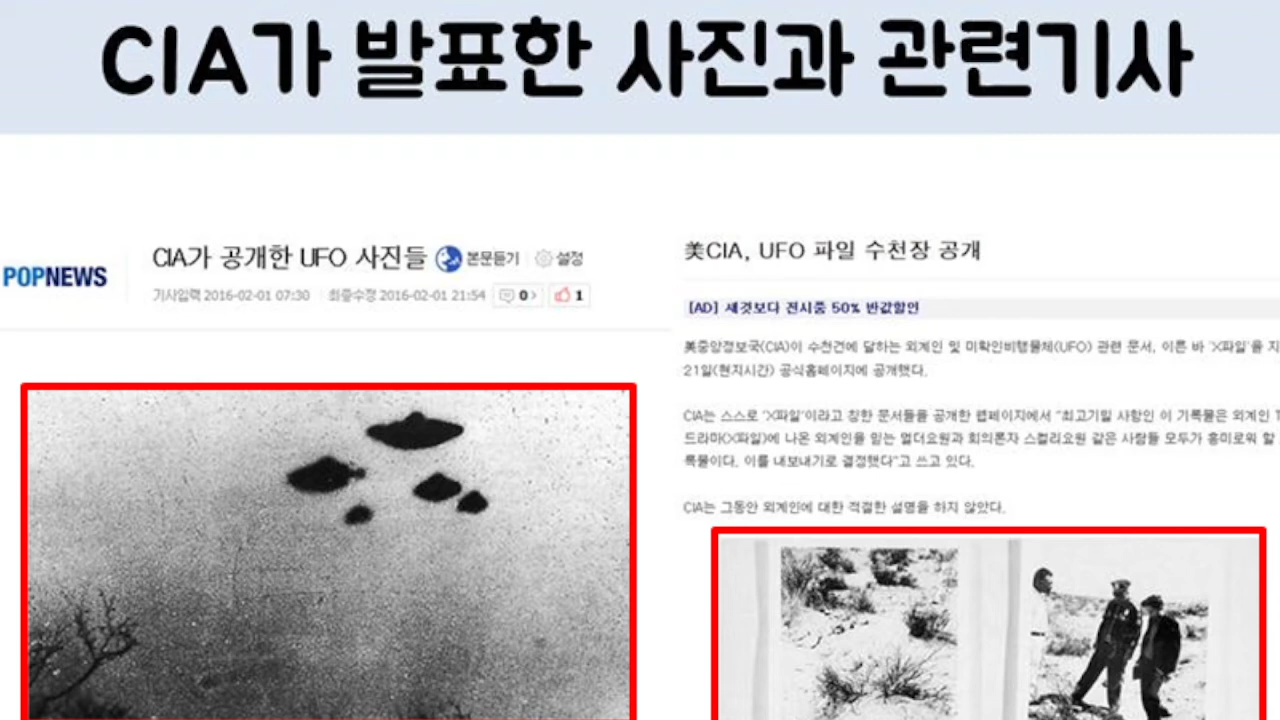 CIA가 발표한 사진과 관련기사
POPNEWS
CIA가 공개한 UFO 사진들 본문듣기 설정
기사입력 2016-02-01 07:30 최종수정 2016-02-01 21:54 0 1
美CIA, UFO 파일 수천장 공개
[AD] 새것보다 전시중 50% 반값할인
美중앙정보국(CIA)이 수천건에 달하는 외계인 및 미확인비행물체(UFO) 관련 문서, 이른 바 'X파일'을 지
21일(현지시간) 공식홈페이지에 공개했다.
CIA는 스스로 'X파일'이라고 칭한 문서들을 공개한 웹페이지에서 "최고기밀 사항인 이 기록물은 외계인 T
드라마(X파일)에 나온 외계인을 믿는 멀더요원과 회의론자 스컬리요원 같은 사람들 모두가 흥미로워 할
록물이다. 이를 내보내기로 결정했다"고 쓰고 있다.
CIA는 그동안 외계인에 대한 적절한 설명을 하지 않았다.